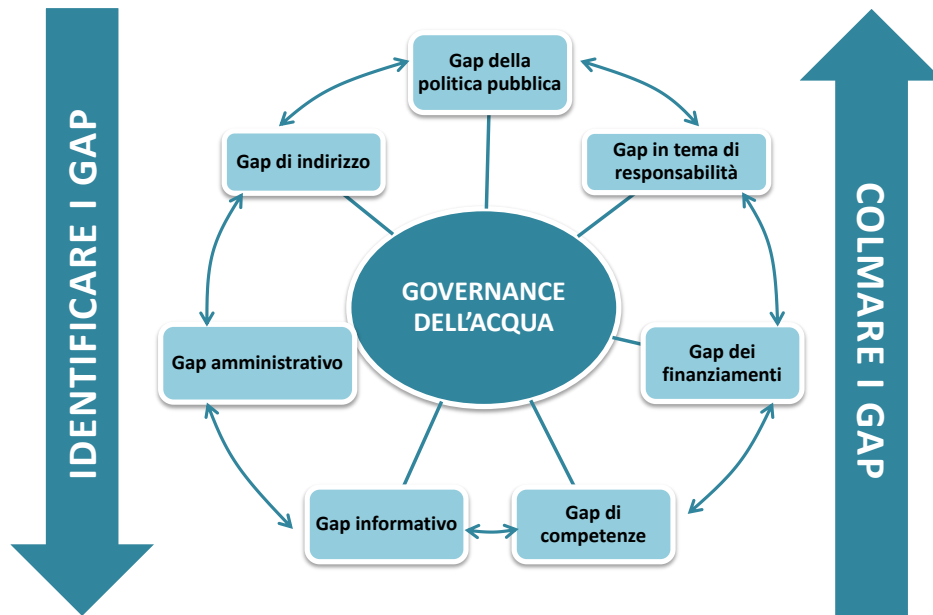 IDENTIFICARE I GAP
Gap della
politica pubblica
Gap di indirizzo
Gap in tema di
responsabilità
GOVERNANCE
DELL'ACQUA
Gap amministrativo
Gap dei
finanziamenti
Gap informativo
Gap di
competenze
COLMARE I GAP